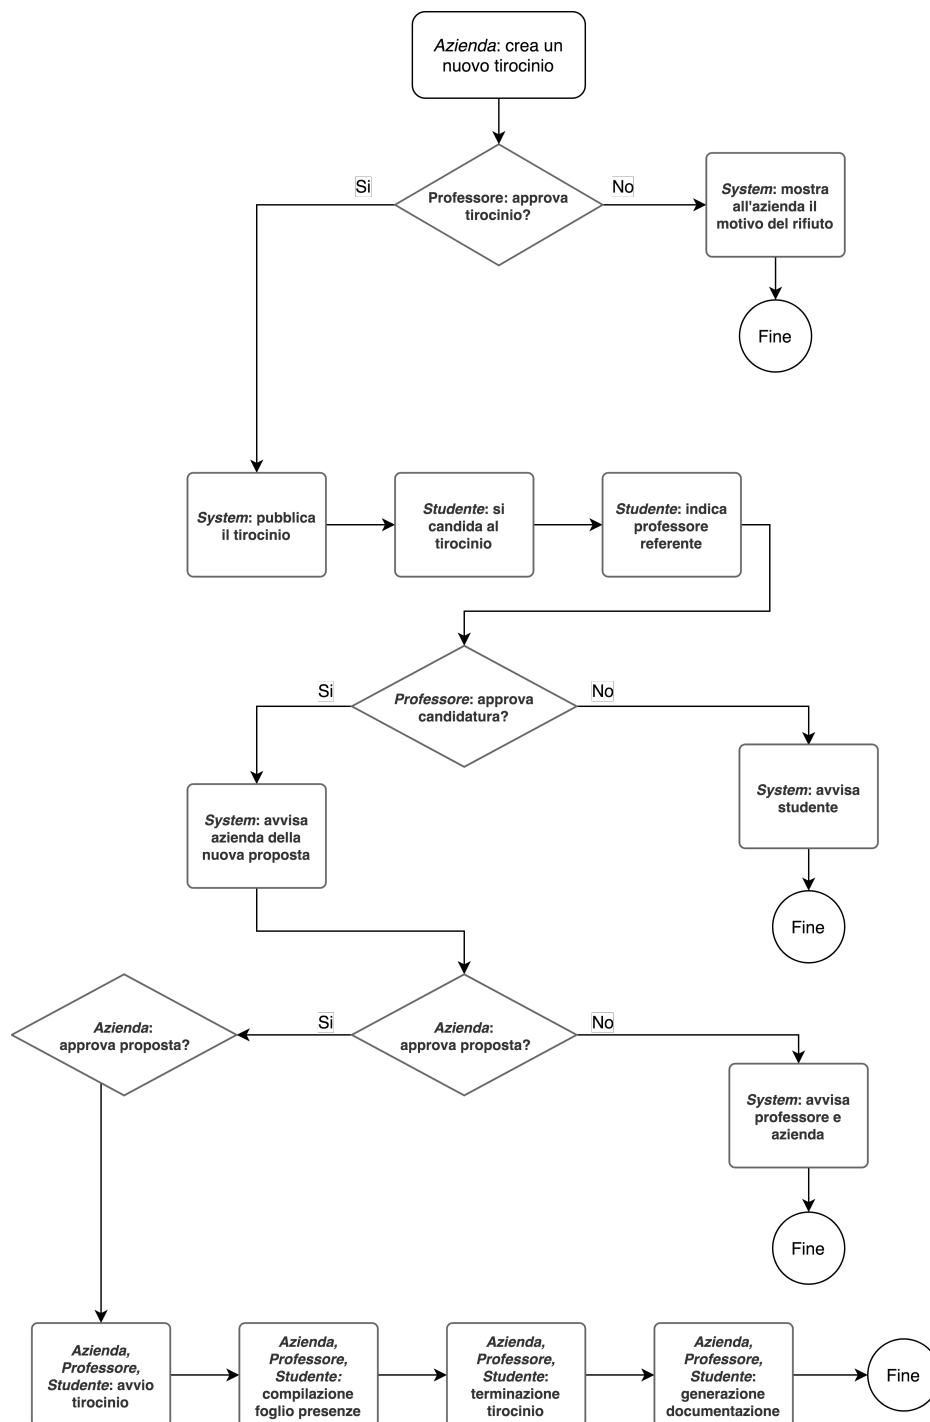 Azienda: crea un
nuovo tirocinio
Professore: approva
tirocinio?
Si
No
System: mostra
all'azienda il
motivo del rifiuto
Fine
System: pubblica
il tirocinio
Studente: si
candida al
tirocinio
Studente: indica
professore
referente
Professore: approva
candidatura?
Si
No
System: avvisa
azienda della
nuova proposta
System: avvisa
studente
Fine
Azienda:
approva proposta?
Si
Azienda:
approva proposta?
No
System: avvisa
professore e
azienda
Fine
Azienda,
Professore,
Studente: avvio
tirocinio
Azienda,
Professore,
Studente:
compilazione
foglio presenze
Azienda,
Professore,
Studente:
terminazione
tirocinio
Azienda,
Professore,
Studente:
generazione
documentazione
Fine